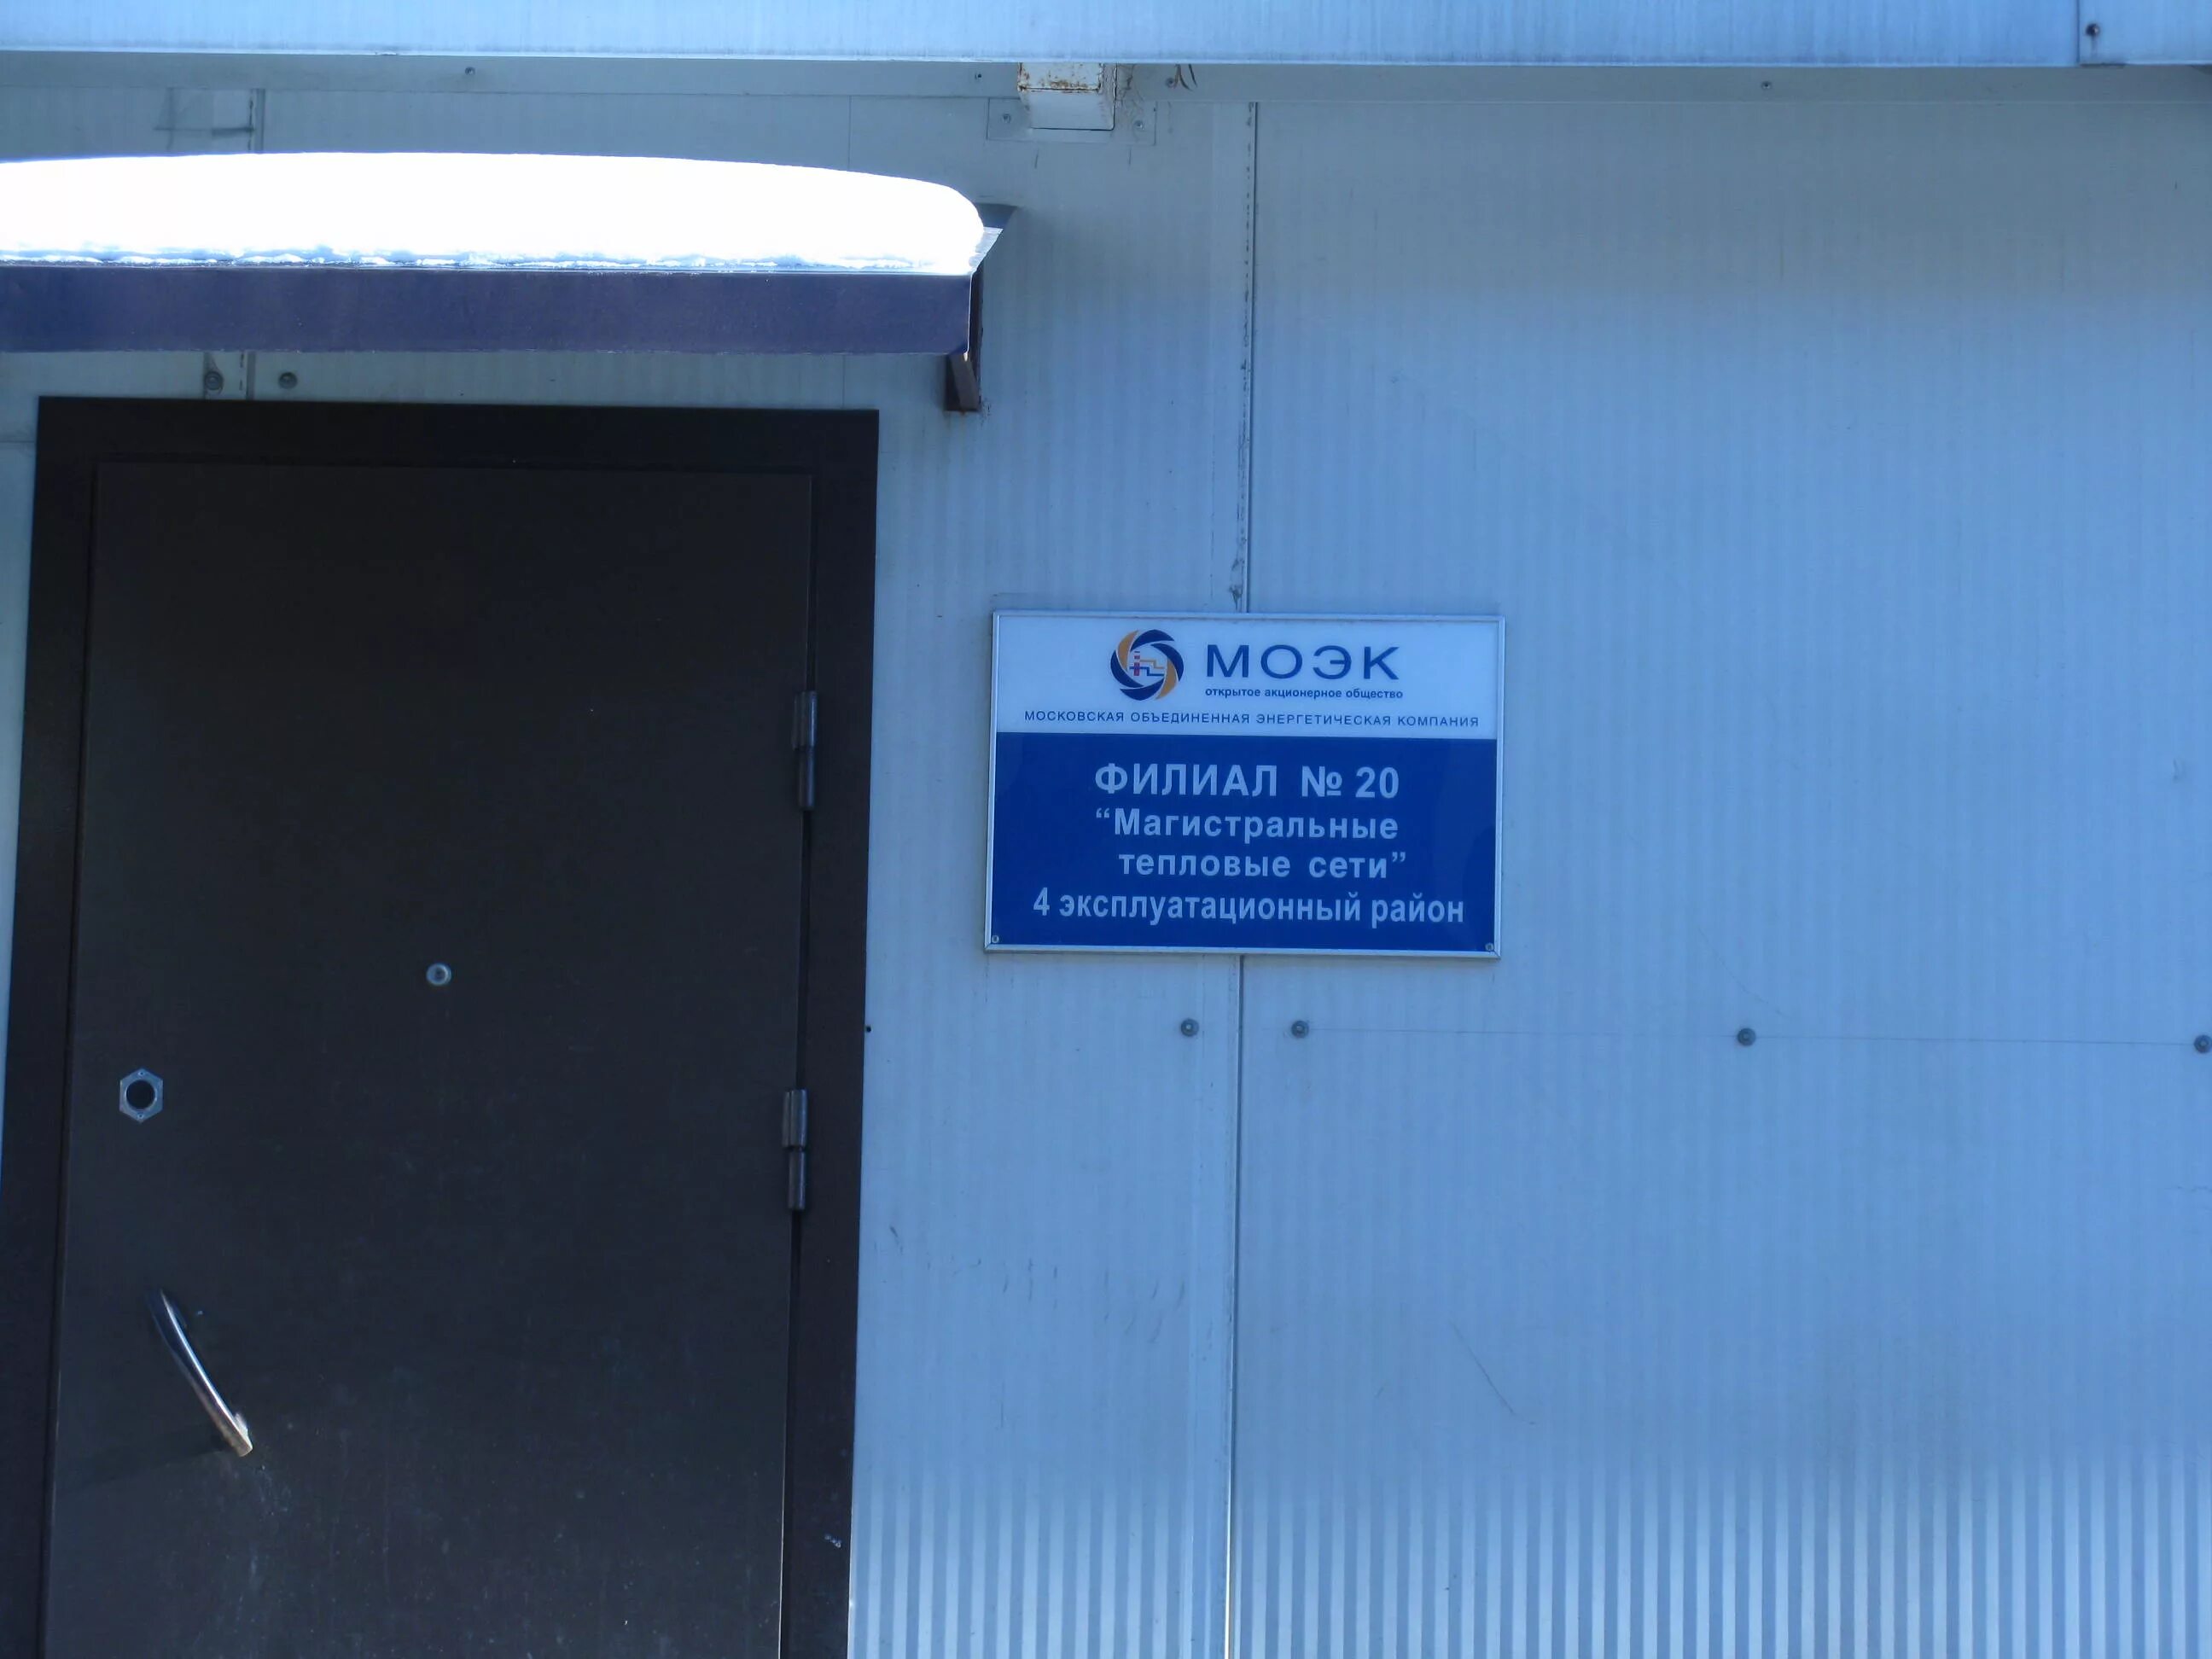 МОЭК
открытое акционерное общество
МОСКОВСКАЯ ОБЪЕДИНЕННАЯ ЭНЕРГЕТИЧЕСКАЯ КОМПАНИЯ
ФИЛИАЛ № 20
“Магистральные
тепловые сети”
4 эксплуатационный район